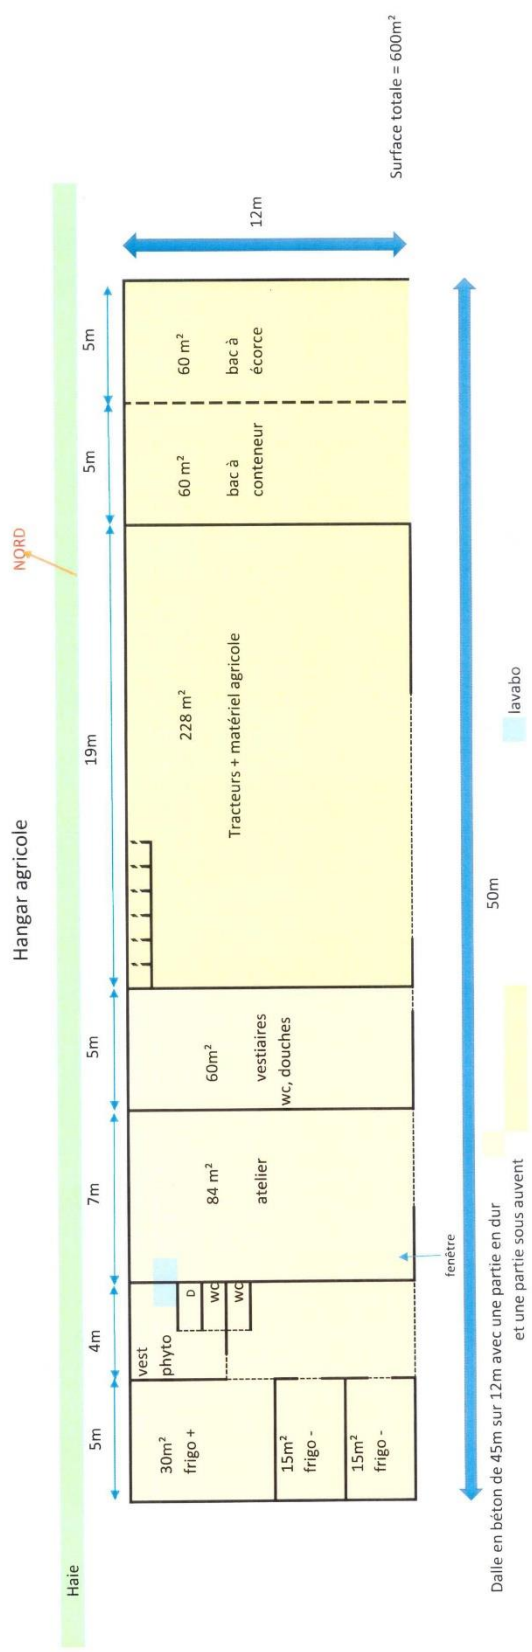 Hangar agricole
Haie
NORD
5m
4m
7m
5m
19m
5m
5m
12m
Surface totale = 600m²
30m²
frigo +
15m²
frigo -
15m²
frigo -
vest
phyto
D
wc
wc
84 m²
atelier
60m²
vestiaires
wc, douches
228 m²
Tracteurs + matériel agricole
60 m²
bac à
conteneur
60 m²
bac à
écorce
fenêtre
50m
Dalle en béton de 45m sur 12m avec une partie en dur
et une partie sous auvent
lavabo